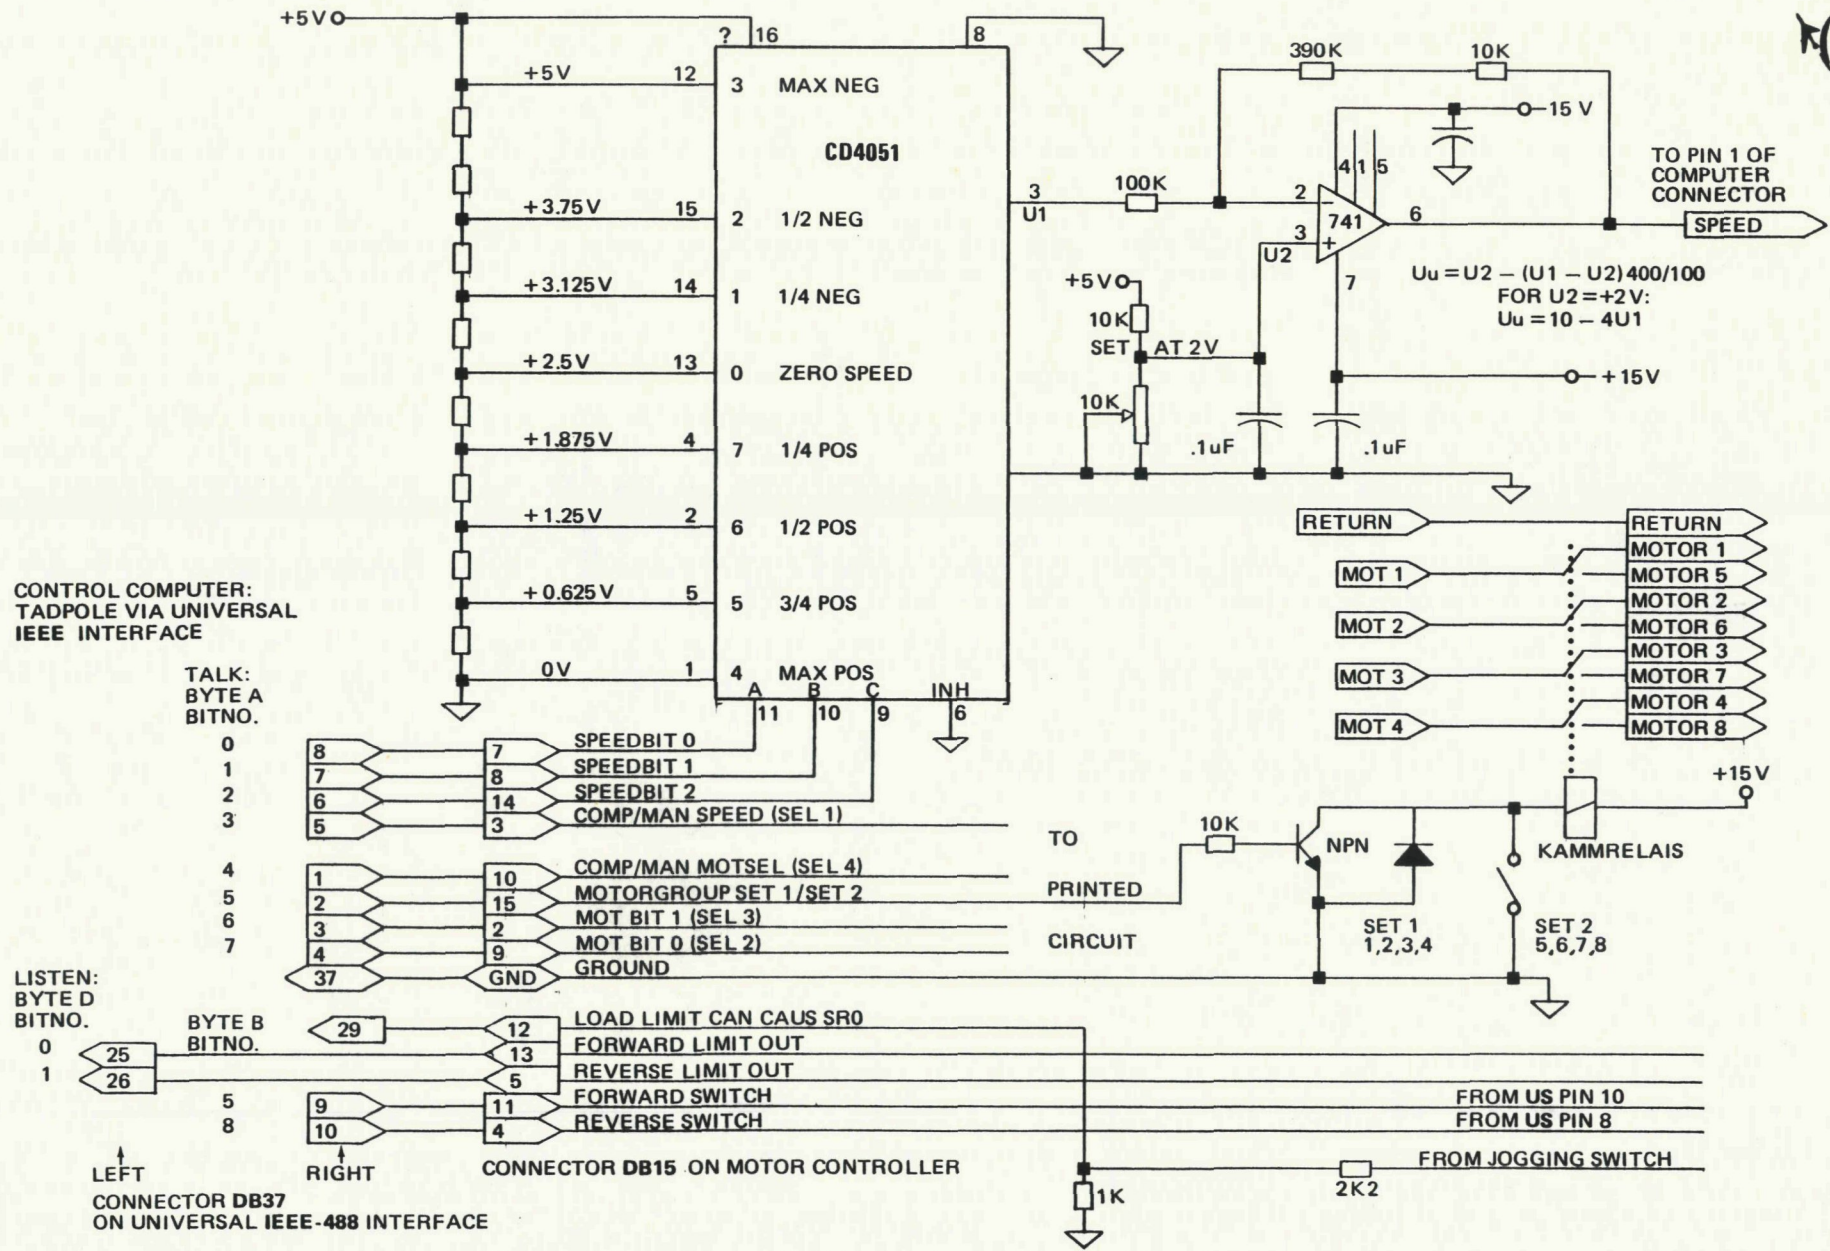 +5V
? 16
8
+5V 12 3 MAX NEG
CD4051
+3.75V 15 2 1/2 NEG
+3.125V 14 1 1/4 NEG
+2.5V 13 0 ZERO SPEED
+1.875V 4 7 1/4 POS
+1.25V 2 6 1/2 POS
+0.625V 5 5 3/4 POS
0V 1 4 MAX POS
A B C INH
11 10 9 6
3
U1
100K
390K
10K
-15V
4 1 5
2 −
741
3 +
U2
6
7
TO PIN 1 OF
COMPUTER
CONNECTOR
SPEED
Uu = U2 – (U1 – U2) 400/100
FOR U2 = +2V:
Uu = 10 – 4U1
+5V
10K
SET AT 2V
10K
.1uF
.1uF
+15V
RETURN
MOT 1
MOT 2
MOT 3
MOT 4
RETURN
MOTOR 1
MOTOR 5
MOTOR 2
MOTOR 6
MOTOR 3
MOTOR 7
MOTOR 4
MOTOR 8
+15V
KAMMRELAIS
10K
NPN
SET 1
1,2,3,4
SET 2
5,6,7,8
TO
PRINTED
CIRCUIT
CONTROL COMPUTER:
TADPOLE VIA UNIVERSAL
IEEE INTERFACE
TALK:
BYTE A
BITNO.
0 8 7 SPEEDBIT 0
1 7 8 SPEEDBIT 1
2 6 14 SPEEDBIT 2
3 5 3 COMP/MAN SPEED (SEL 1)
4 1 10 COMP/MAN MOTSEL (SEL 4)
5 2 15 MOTORGROUP SET 1/SET 2
6 3 2 MOT BIT 1 (SEL 3)
7 4 9 MOT BIT 0 (SEL 2)
37 GND GROUND
LISTEN:
BYTE D
BITNO.
BYTE B
BITNO.
29 12 LOAD LIMIT CAN CAUS SR0
0 25 13 FORWARD LIMIT OUT
1 26 5 REVERSE LIMIT OUT
5 9 11 FORWARD SWITCH FROM US PIN 10
8 10 4 REVERSE SWITCH FROM US PIN 8
LEFT RIGHT
CONNECTOR DB15 ON MOTOR CONTROLLER
CONNECTOR DB37
ON UNIVERSAL IEEE-488 INTERFACE
FROM JOGGING SWITCH
2K2
1K